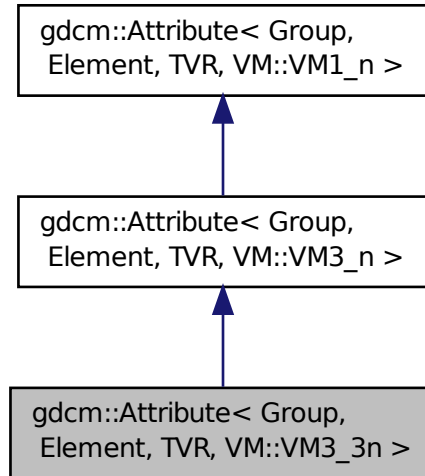 gdcm::Attribute< Group,
Element, TVR, VM::VM1_n >
gdcm::Attribute< Group,
Element, TVR, VM::VM3_n >
gdcm::Attribute< Group,
Element, TVR, VM::VM3_3n >